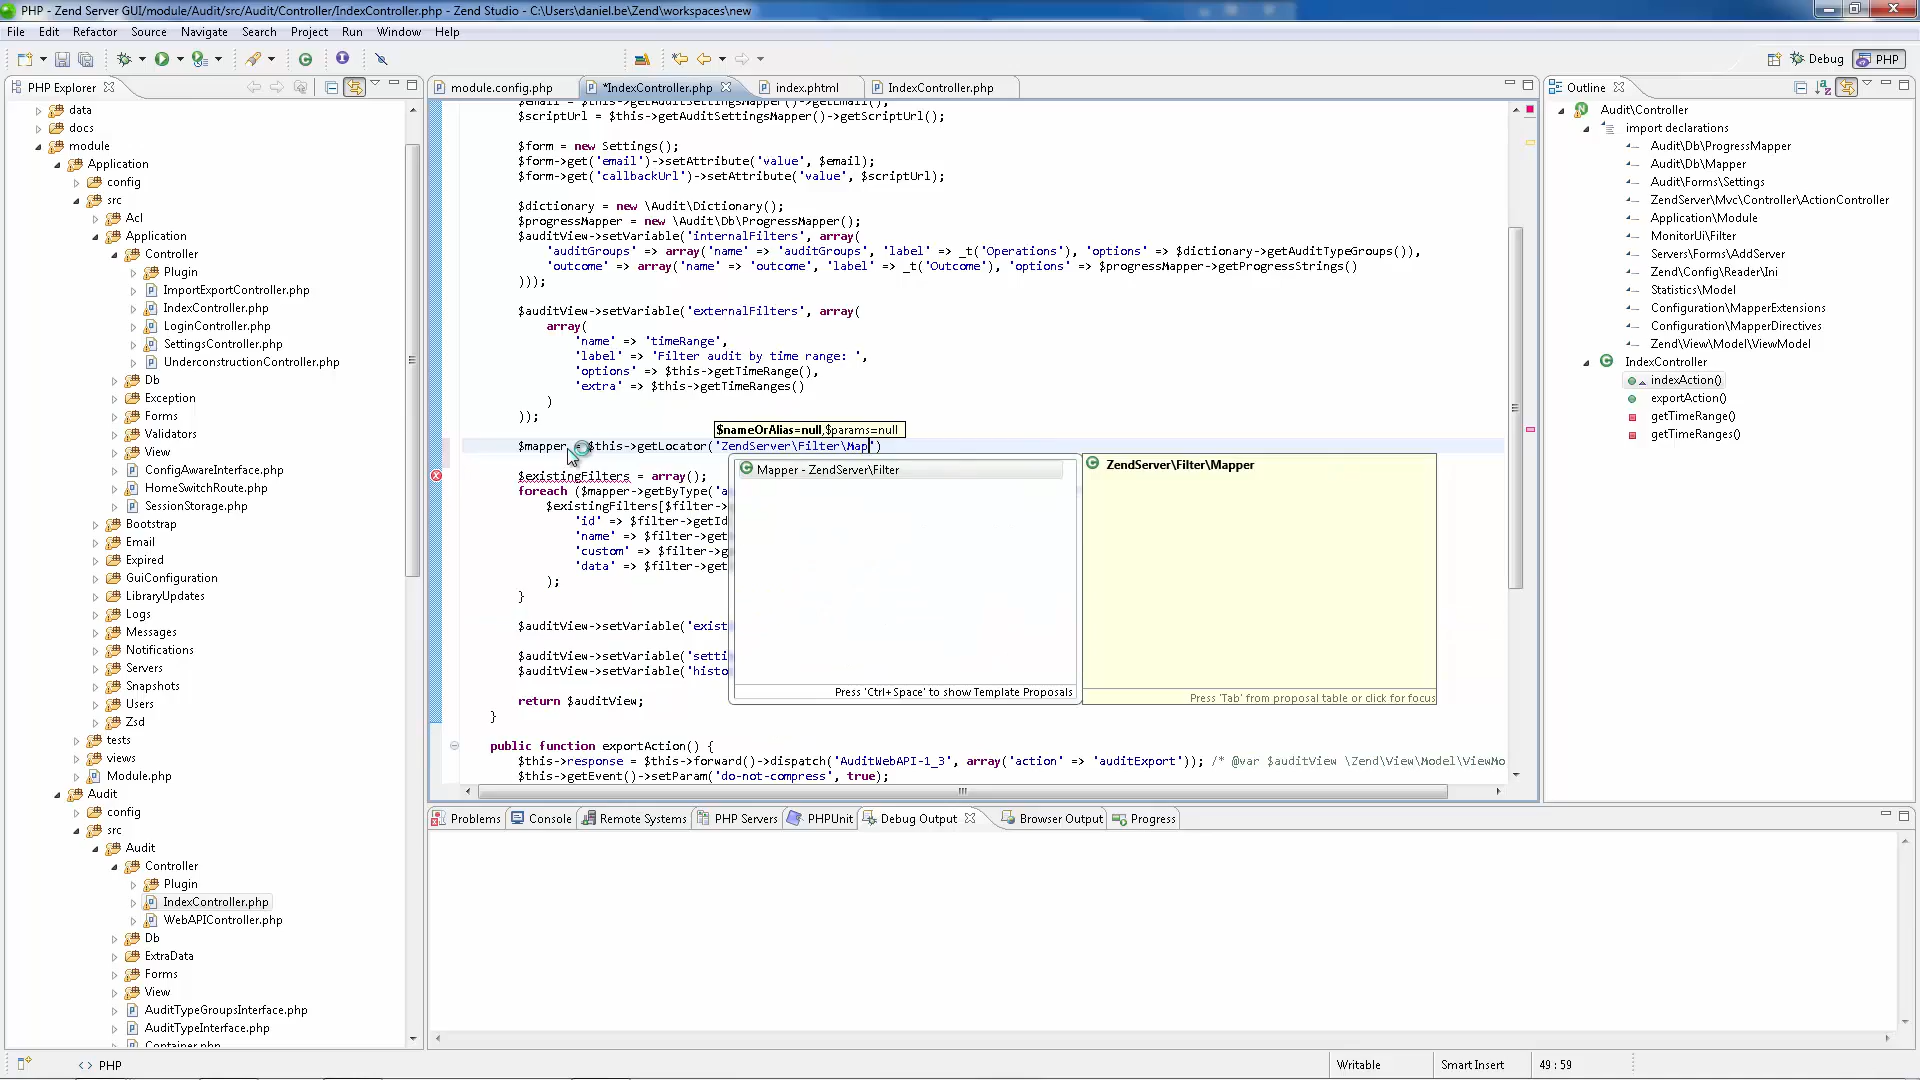 PHP - Zend Server GUI/module/Audit/src/Audit/Controller/IndexController.php - Zend Studio - C:\Users\daniel.be\Zend\workspaces\new
File Edit Refactor Source Navigate Search Project Run Window Help
Debug PHP
PHP Explorer
data
docs
module
Application
config
src
Acl
Application
Controller
Plugin
ImportExportController.php
IndexController.php
LoginController.php
SettingsController.php
UnderconstructionController.php
Db
Exception
Forms
Validators
View
ConfigAwareInterface.php
HomeSwitchRoute.php
SessionStorage.php
Bootstrap
Email
Expired
GuiConfiguration
LibraryUpdates
Logs
Messages
Notifications
Servers
Snapshots
Users
Zsd
tests
views
Module.php
Audit
config
src
Audit
Controller
Plugin
IndexController.php
WebAPIController.php
Db
ExtraData
Forms
View
AuditTypeGroupsInterface.php
AuditTypeInterface.php
Container.php
module.config.php *IndexController.php index.phtml IndexController.php
$email = $this->getAuditSettingsMapper()->getEmail();
$scriptUrl = $this->getAuditSettingsMapper()->getScriptUrl();
$form = new Settings();
$form->get('email')->setAttribute('value', $email);
$form->get('callbackUrl')->setAttribute('value', $scriptUrl);
$dictionary = new \Audit\Dictionary();
$progressMapper = new \Audit\Db\ProgressMapper();
$auditView->setVariable('internalFilters', array(
'auditGroups' => array('name' => 'auditGroups', 'label' => _t('Operations'), 'options' => $dictionary->getAuditTypeGroups()),
'outcome' => array('name' => 'outcome', 'label' => _t('Outcome'), 'options' => $progressMapper->getProgressStrings()
)));
$auditView->setVariable('externalFilters', array(
array(
'name' => 'timeRange',
'label' => 'Filter audit by time range: ',
'options' => $this->getTimeRange(),
'extra' => $this->getTimeRanges()
)
));
$nameOrAlias=null,$params=null
$mapper = $this->getLocator('ZendServer\Filter\Map')
Mapper - ZendServer\Filter
Press 'Ctrl+Space' to show Template Proposals
ZendServer\Filter\Mapper
Press 'Tab' from proposal table or click for focus
$existingFilters = array();
foreach ($mapper->getByType('a
$existingFilters[$filter->
'id' => $filter->getId
'name' => $filter->get
'custom' => $filter->g
'data' => $filter->get
);
}
$auditView->setVariable('exist
$auditView->setVariable('setti
$auditView->setVariable('histo
return $auditView;
}
public function exportAction() {
$this->response = $this->forward()->dispatch('AuditWebAPI-1_3', array('action' => 'auditExport')); /* @var $auditView \Zend\View\Model\ViewMo
$this->getEvent()->setParam('do-not-compress', true);
Outline
Audit\Controller
import declarations
Audit\Db\ProgressMapper
Audit\Db\Mapper
Audit\Forms\Settings
ZendServer\Mvc\Controller\ActionController
Application\Module
MonitorUi\Filter
Servers\Forms\AddServer
Zend\Config\Reader\Ini
Statistics\Model
Configuration\MapperExtensions
Configuration\MapperDirectives
Zend\View\Model\ViewModel
IndexController
indexAction()
exportAction()
getTimeRange()
getTimeRanges()
Problems Console Remote Systems PHP Servers PHPUnit Debug Output Browser Output Progress
PHP
Writable Smart Insert 49 : 59